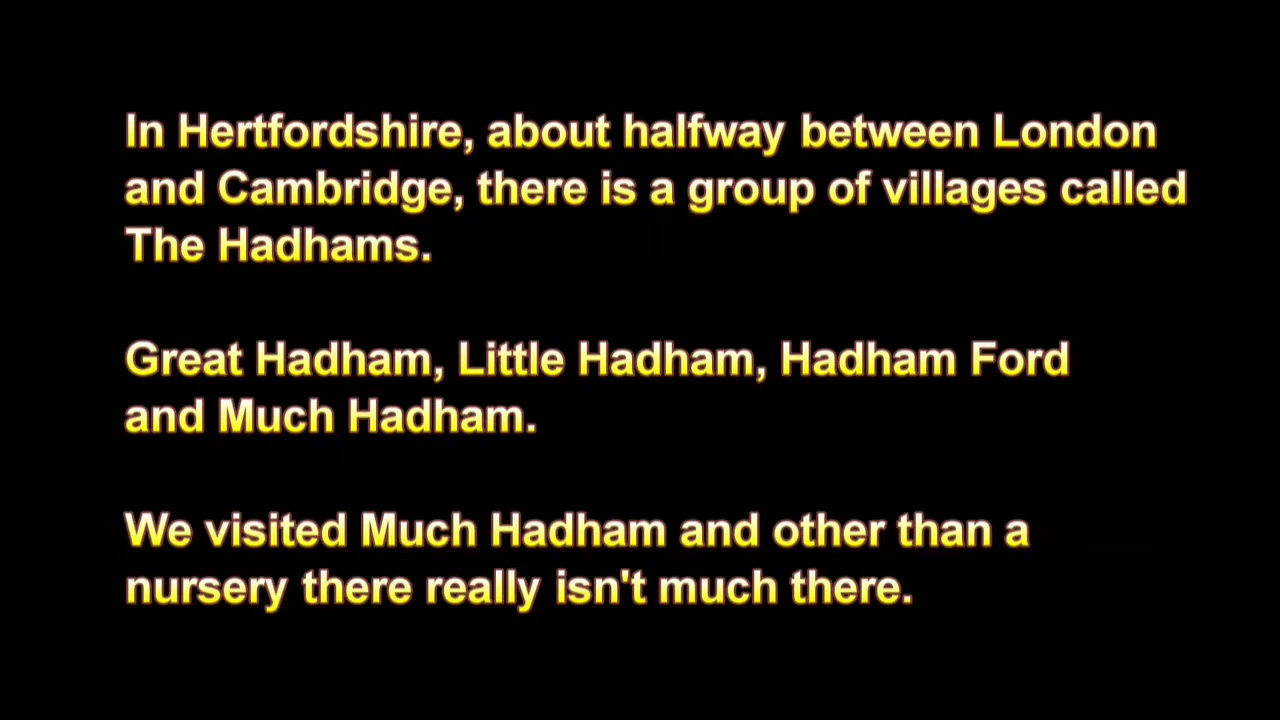 In Hertfordshire, about halfway between London
and Cambridge, there is a group of villages called
The Hadhams.
Great Hadham, Little Hadham, Hadham Ford
and Much Hadham.
We visited Much Hadham and other than a
nursery there really isn't much there.